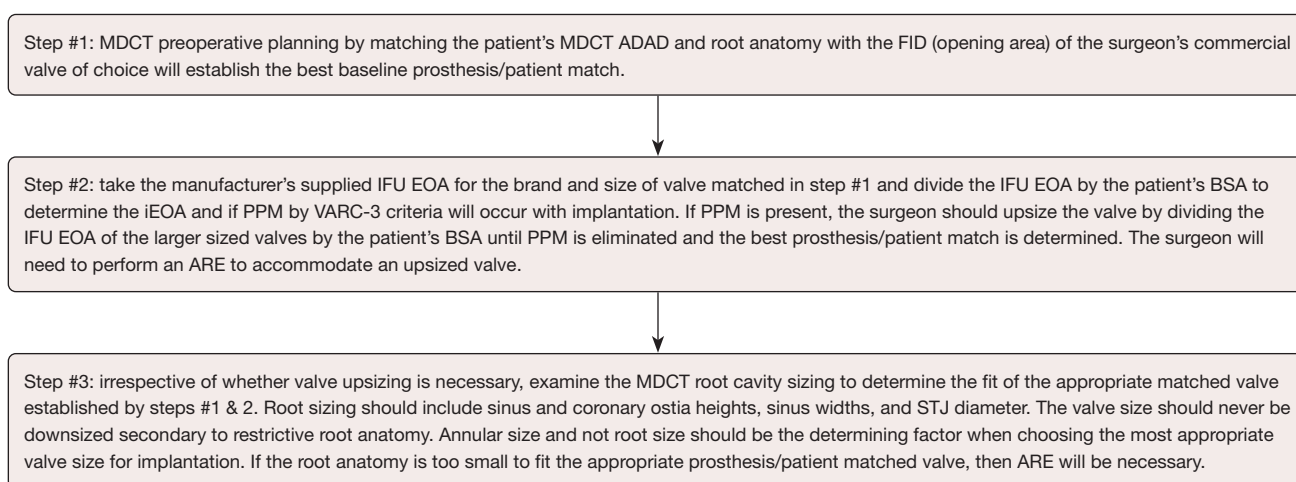 Step #1: MDCT preoperative planning by matching the patient’s MDCT ADAD and root anatomy with the FID (opening area) of the surgeon’s commercial
valve of choice will establish the best baseline prosthesis/patient match.
Step #2: take the manufacturer’s supplied IFU EOA for the brand and size of valve matched in step #1 and divide the IFU EOA by the patient’s BSA to
determine the iEOA and if PPM by VARC-3 criteria will occur with implantation. If PPM is present, the surgeon should upsize the valve by dividing the
IFU EOA of the larger sized valves by the patient’s BSA until PPM is eliminated and the best prosthesis/patient match is determined. The surgeon will
need to perform an ARE to accommodate an upsized valve.
Step #3: irrespective of whether valve upsizing is necessary, examine the MDCT root cavity sizing to determine the fit of the appropriate matched valve
established by steps #1 & 2. Root sizing should include sinus and coronary ostia heights, sinus widths, and STJ diameter. The valve size should never be
downsized secondary to restrictive root anatomy. Annular size and not root size should be the determining factor when choosing the most appropriate
valve size for implantation. If the root anatomy is too small to fit the appropriate prosthesis/patient matched valve, then ARE will be necessary.